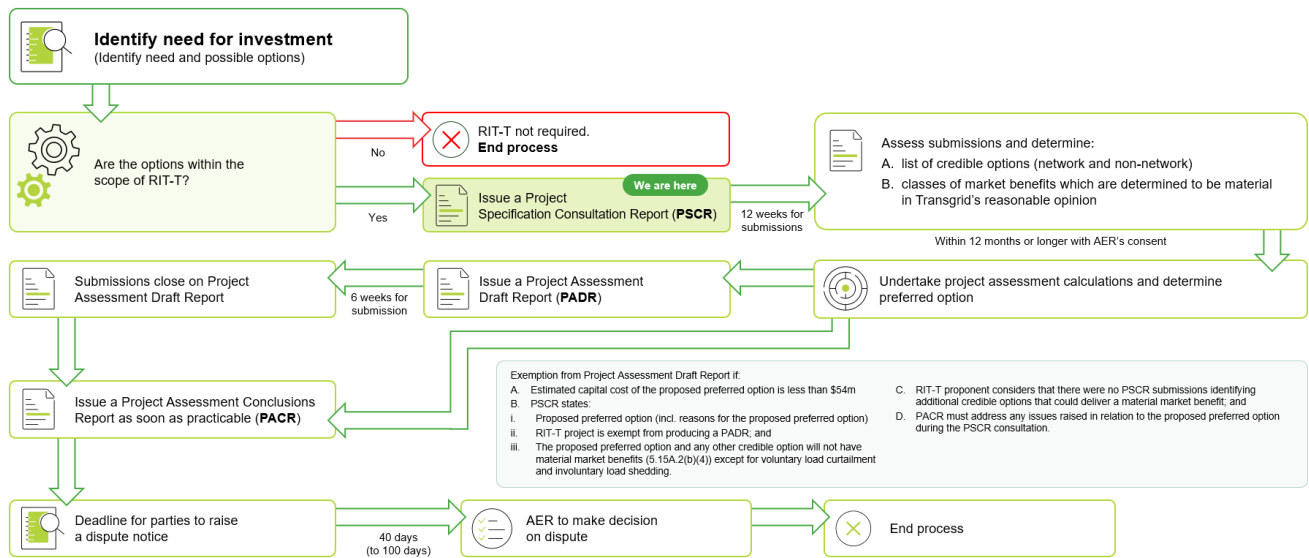 Identify need for investment
(Identify need and possible options)
Are the options within the
scope of RIT-T?
No
RIT-T not required.
End process
Yes
We are here
Issue a Project
Specification Consultation Report (PSCR)
12 weeks for
submissions
Assess submissions and determine:
A. list of credible options (network and non-network)
B. classes of market benefits which are determined to be material
in Transgrid's reasonable opinion
Within 12 months or longer with AER's consent
Undertake project assessment calculations and determine
preferred option
Issue a Project Assessment
Draft Report (PADR)
6 weeks for
submission
Submissions close on Project
Assessment Draft Report
Issue a Project Assessment Conclusions
Report as soon as practicable (PACR)
Exemption from Project Assessment Draft Report if:
A. Estimated capital cost of the proposed preferred option is less than $54m
B. PSCR states:
i. Proposed preferred option (incl. reasons for the proposed preferred option)
ii. RIT-T project is exempt from producing a PADR; and
iii. The proposed preferred option and any other credible option will not have
material market benefits (5.15A.2(b)(4)) except for voluntary load curtailment
and involuntary load shedding.
C. RIT-T proponent considers that there were no PSCR submissions identifying
additional credible options that could deliver a material market benefit; and
D. PACR must address any issues raised in relation to the proposed preferred option
during the PSCR consultation.
Deadline for parties to raise
a dispute notice
40 days
(to 100 days)
AER to make decision
on dispute
End process